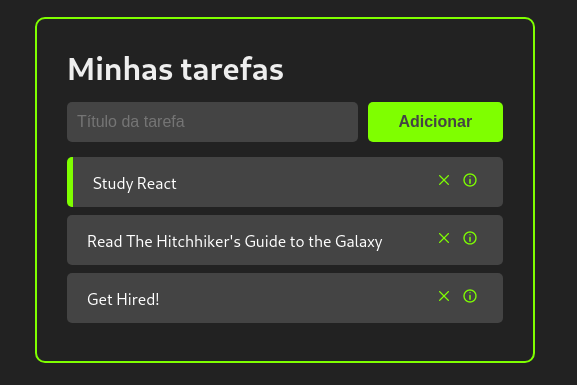 Minhas tarefas
Título da tarefa
Adicionar
Study React
Read The Hitchhiker's Guide to the Galaxy
Get Hired!